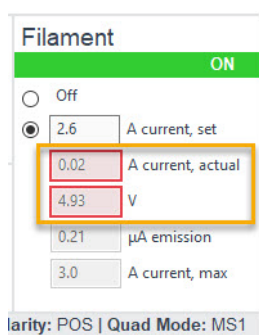 Filament
ON
Off
2.6 A current, set
0.02 A current, actual
4.93 V
0.21 µA emission
3.0 A current, max
larity: POS | Quad Mode: MS1